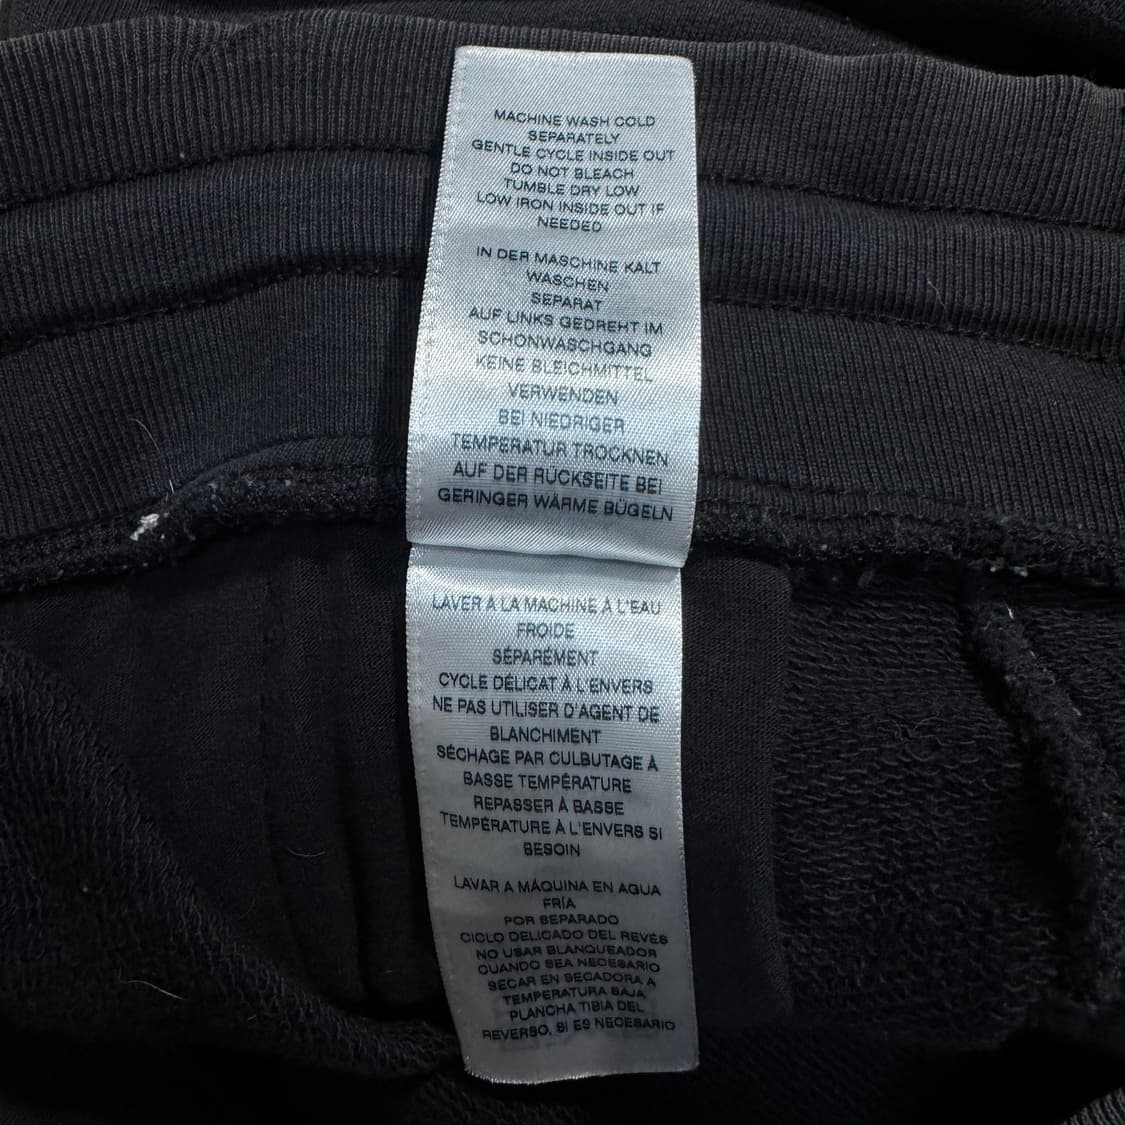 MACHINE WASH COLD
SEPARATELY
GENTLE CYCLE INSIDE OUT
DO NOT BLEACH
TUMBLE DRY LOW
LOW IRON INSIDE OUT IF
NEEDED
IN DER MASCHINE KALT
WASCHEN
SEPARAT
AUF LINKS GEDREHT IM
SCHONWASCHGANG
KEINE BLEICHMITTEL
VERWENDEN
BEI NIEDRIGER
TEMPERATUR TROCKNEN
AUF DER RÜCKSEITE BEI
GERINGER WÄRME BÜGELN
LAVER A LA MACHINE À L'EAU
FROIDE
SÉPARÉMENT
CYCLE DÉLICAT À L'ENVERS
NE PAS UTILISER D'AGENT DE
BLANCHIMENT
SÉCHAGE PAR CULBUTAGE À
BASSE TEMPÉRATURE
REPASSER À BASSE
TEMPÉRATURE À L'ENVERS SI
BESOIN
LAVAR A MÁQUINA EN AGUA
FRÍA
POR SEPARADO
CICLO DELICADO DEL REVÉS
NO USAR BLANQUEADOR
CUANDO SEA NECESARIO
SECAR EN SECADORA A
TEMPERATURA BAJA
PLANCHA TIBIA DEL
REVERSO, SI ES NECESARIO